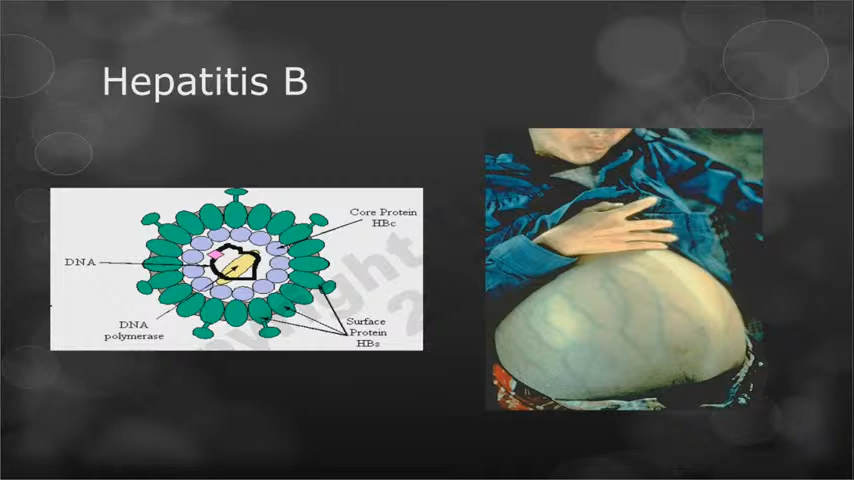 Hepatitis B
Core Protein
HBc
DNA
DNA
polymerase
Surface
Protein
HBs